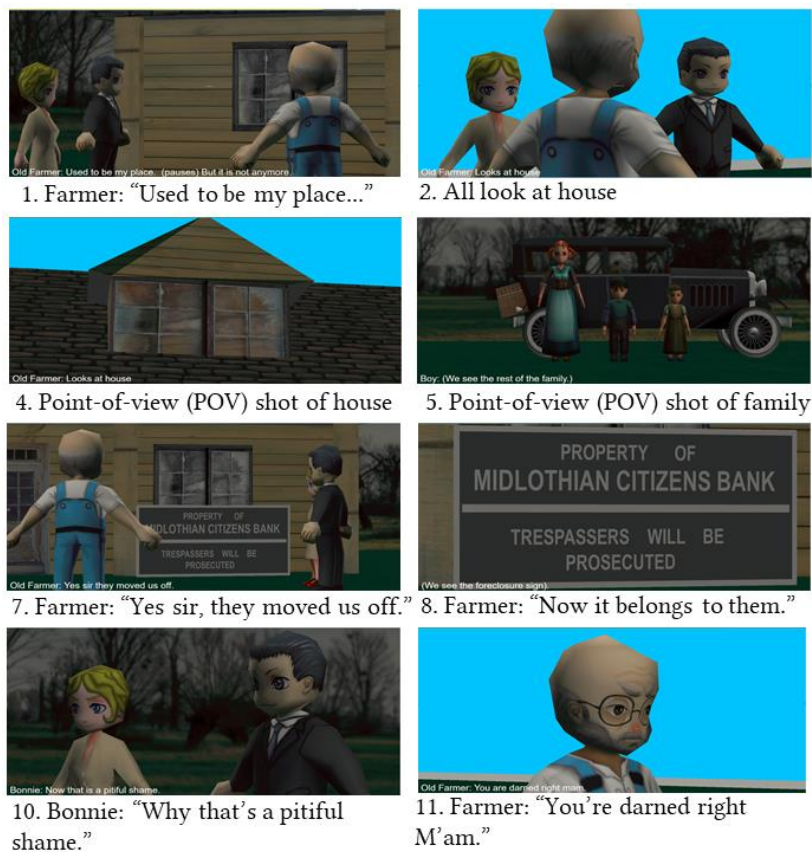 Old Farmer: Used to be my place. (pauses) But it is not anymore.
1. Farmer: “Used to be my place...”
Old Farmer: Looks at house
2. All look at house
Old Farmer: Looks at house
4. Point-of-view (POV) shot of house
Boy: (We see the rest of the family.)
5. Point-of-view (POV) shot of family
PROPERTY OF
MIDLOTHIAN CITIZENS BANK
TRESPASSERS WILL BE
PROSECUTED
Old Farmer: Yes sir they moved us off.
7. Farmer: “Yes sir, they moved us off.”
PROPERTY OF
MIDLOTHIAN CITIZENS BANK
TRESPASSERS WILL BE
PROSECUTED
(We see the foreclosure sign).
8. Farmer: “Now it belongs to them.”
Bonnie: Now that is a pitiful shame.
10. Bonnie: “Why that’s a pitiful
shame.”
Old Farmer: You are darned right mam.
11. Farmer: “You’re darned right
M’am.”